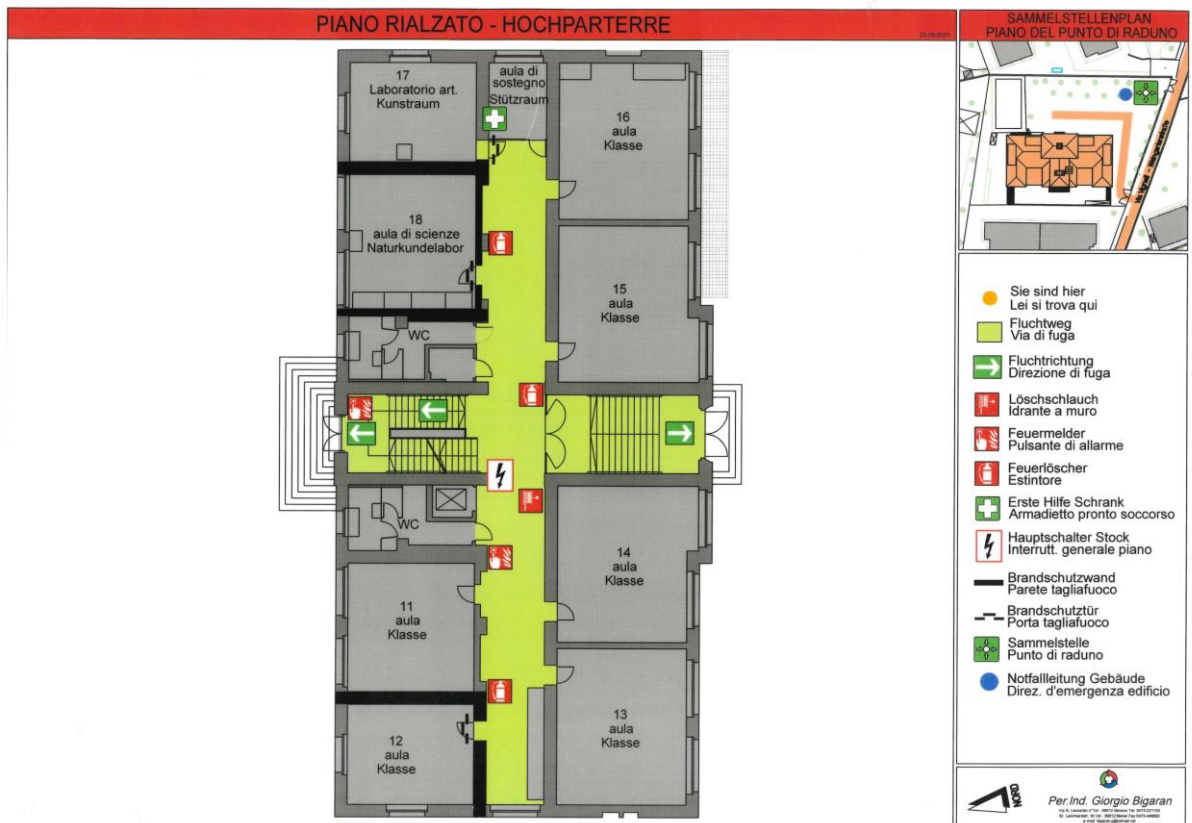 PIANO RIALZATO - HOCHPARTERRE
SAMMELSTELLENPLAN
PIANO DEL PUNTO DI RADUNO
17
Laboratorio art.
Kunstraum
aula di
sostegno
Stützraum
16
aula
Klasse
18
aula di scienze
Naturkundelabor
15
aula
Klasse
WC
WC
14
aula
Klasse
11
aula
Klasse
12
aula
Klasse
13
aula
Klasse
Sie sind hier
Lei si trova qui
Fluchtweg
Via di fuga
Fluchtrichtung
Direzione di fuga
Löschschlauch
Idrante a muro
Feuermelder
Pulsante di allarme
Feuerlöscher
Estintore
Erste Hilfe Schrank
Armadietto pronto soccorso
Hauptschalter Stock
Interrutt. generale piano
Brandschutzwand
Parete tagliafuoco
Brandschutztür
Porta tagliafuoco
Sammelstelle
Punto di raduno
Notfallleitung Gebäude
Direz. d'emergenza edificio
NORD
Per.Ind. Giorgio Bigaran